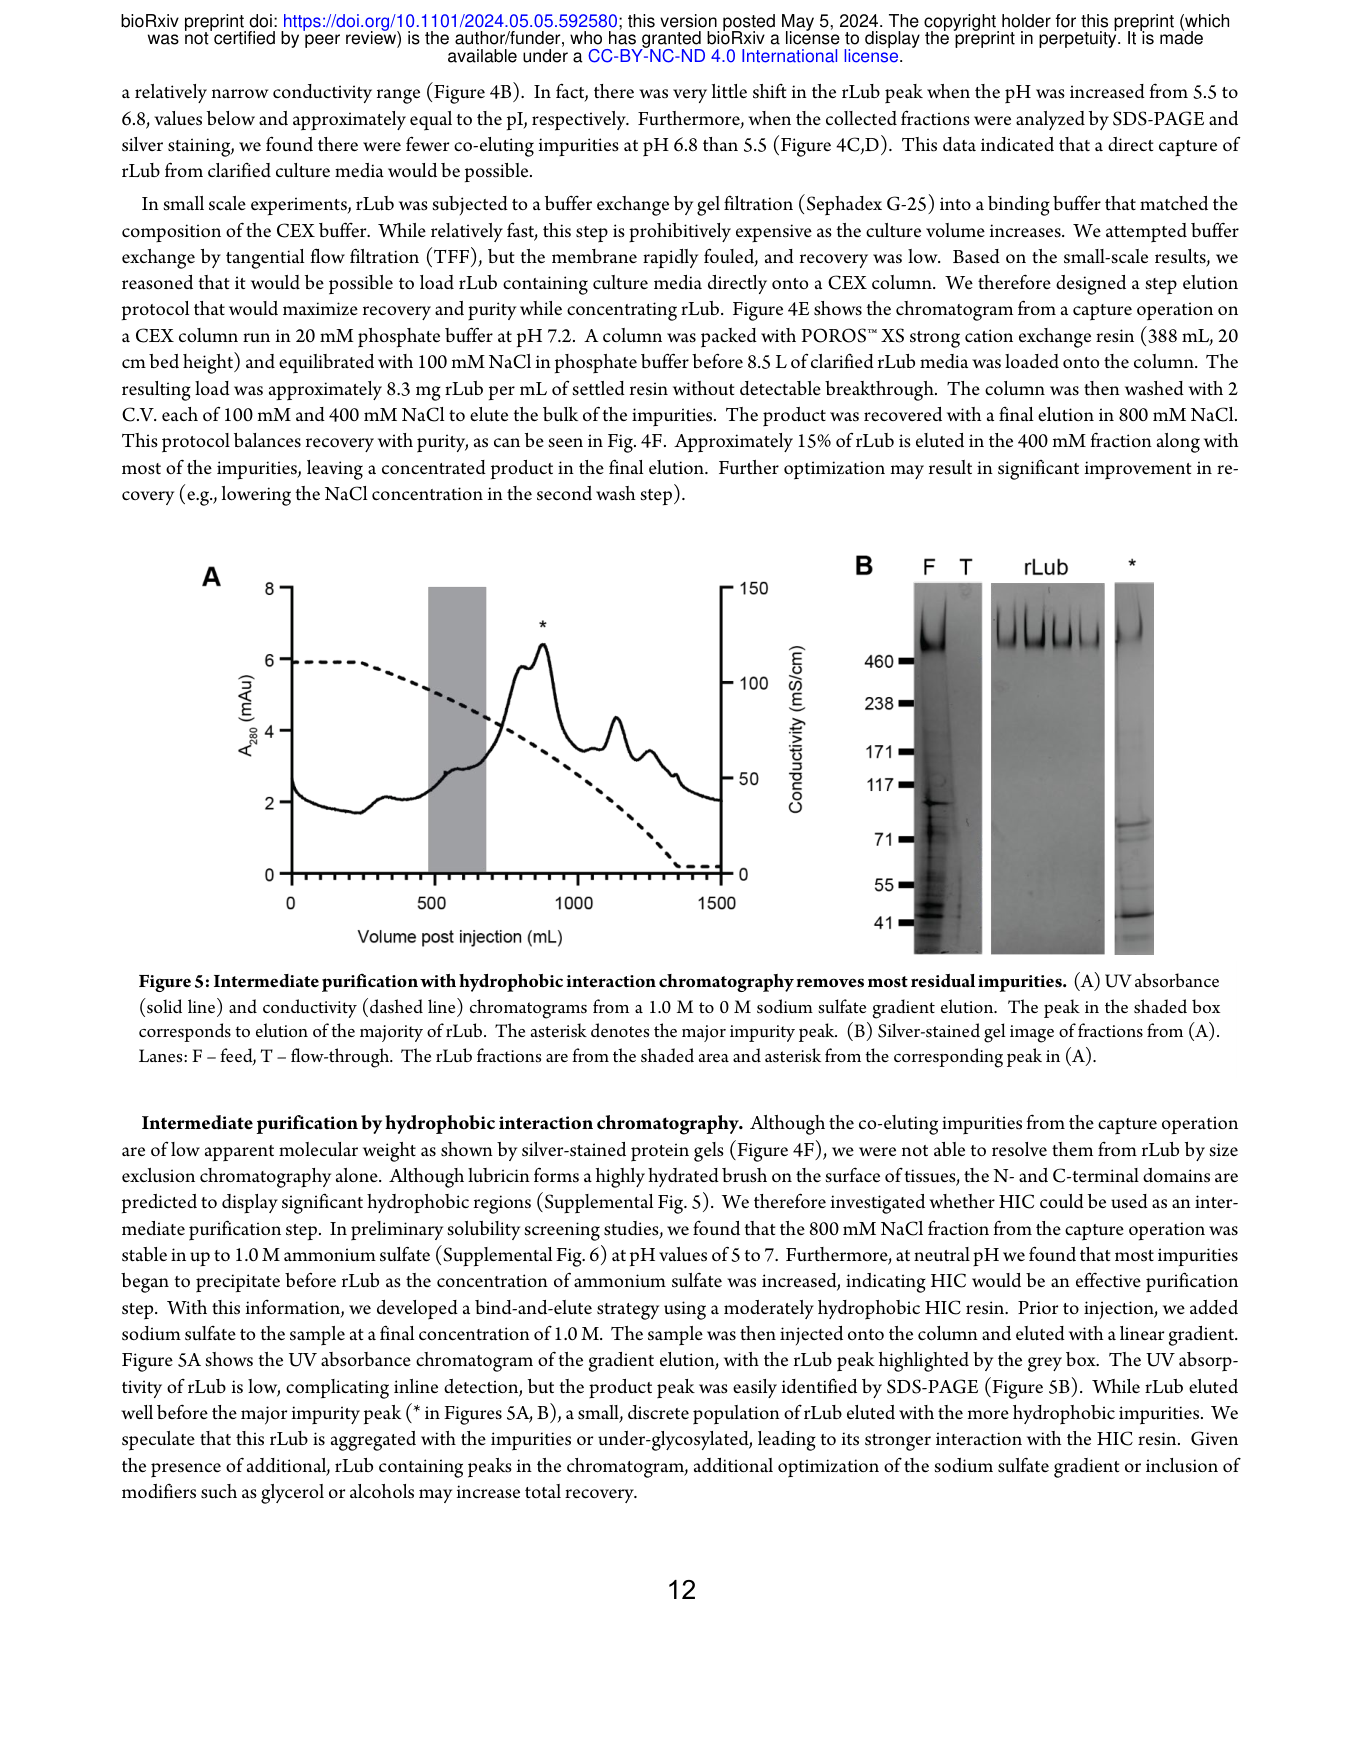 bioRxiv preprint doi: https://doi.org/10.1101/2024.05.05.592580; this version posted May 5, 2024. The copyright holder for this preprint (which
was not certified by peer review) is the author/funder, who has granted bioRxiv a license to display the preprint in perpetuity. It is made
available under a CC-BY-NC-ND 4.0 International license.
a relatively narrow conductivity range (Figure 4B). In fact, there was very little shift in the rLub peak when the pH was increased from 5.5 to
6.8, values below and approximately equal to the pI, respectively. Furthermore, when the collected fractions were analyzed by SDS-PAGE and
silver staining, we found there were fewer co-eluting impurities at pH 6.8 than 5.5 (Figure 4C,D). This data indicated that a direct capture of
rLub from clarified culture media would be possible.
In small scale experiments, rLub was subjected to a buffer exchange by gel filtration (Sephadex G-25) into a binding buffer that matched the
composition of the CEX buffer. While relatively fast, this step is prohibitively expensive as the culture volume increases. We attempted buffer
exchange by tangential flow filtration (TFF), but the membrane rapidly fouled, and recovery was low. Based on the small-scale results, we
reasoned that it would be possible to load rLub containing culture media directly onto a CEX column. We therefore designed a step elution
protocol that would maximize recovery and purity while concentrating rLub. Figure 4E shows the chromatogram from a capture operation on
a CEX column run in 20 mM phosphate buffer at pH 7.2. A column was packed with POROS™ XS strong cation exchange resin (388 mL, 20
cm bed height) and equilibrated with 100 mM NaCl in phosphate buffer before 8.5 L of clarified rLub media was loaded onto the column. The
resulting load was approximately 8.3 mg rLub per mL of settled resin without detectable breakthrough. The column was then washed with 2
C.V. each of 100 mM and 400 mM NaCl to elute the bulk of the impurities. The product was recovered with a final elution in 800 mM NaCl.
This protocol balances recovery with purity, as can be seen in Fig. 4F. Approximately 15% of rLub is eluted in the 400 mM fraction along with
most of the impurities, leaving a concentrated product in the final elution. Further optimization may result in significant improvement in re-
covery (e.g., lowering the NaCl concentration in the second wash step).
A
8
6
4
2
0
A280 (mAu)
150
100
50
0
Conductivity (mS/cm)
*
0 500 1000 1500
Volume post injection (mL)
B
F T rLub *
460
238
171
117
71
55
41
Figure 5: Intermediate purification with hydrophobic interaction chromatography removes most residual impurities. (A) UV absorbance
(solid line) and conductivity (dashed line) chromatograms from a 1.0 M to 0 M sodium sulfate gradient elution. The peak in the shaded box
corresponds to elution of the majority of rLub. The asterisk denotes the major impurity peak. (B) Silver-stained gel image of fractions from (A).
Lanes: F – feed, T – flow-through. The rLub fractions are from the shaded area and asterisk from the corresponding peak in (A).
Intermediate purification by hydrophobic interaction chromatography. Although the co-eluting impurities from the capture operation
are of low apparent molecular weight as shown by silver-stained protein gels (Figure 4F), we were not able to resolve them from rLub by size
exclusion chromatography alone. Although lubricin forms a highly hydrated brush on the surface of tissues, the N- and C-terminal domains are
predicted to display significant hydrophobic regions (Supplemental Fig. 5). We therefore investigated whether HIC could be used as an inter-
mediate purification step. In preliminary solubility screening studies, we found that the 800 mM NaCl fraction from the capture operation was
stable in up to 1.0 M ammonium sulfate (Supplemental Fig. 6) at pH values of 5 to 7. Furthermore, at neutral pH we found that most impurities
began to precipitate before rLub as the concentration of ammonium sulfate was increased, indicating HIC would be an effective purification
step. With this information, we developed a bind-and-elute strategy using a moderately hydrophobic HIC resin. Prior to injection, we added
sodium sulfate to the sample at a final concentration of 1.0 M. The sample was then injected onto the column and eluted with a linear gradient.
Figure 5A shows the UV absorbance chromatogram of the gradient elution, with the rLub peak highlighted by the grey box. The UV absorp-
tivity of rLub is low, complicating inline detection, but the product peak was easily identified by SDS-PAGE (Figure 5B). While rLub eluted
well before the major impurity peak (* in Figures 5A, B), a small, discrete population of rLub eluted with the more hydrophobic impurities. We
speculate that this rLub is aggregated with the impurities or under-glycosylated, leading to its stronger interaction with the HIC resin. Given
the presence of additional, rLub containing peaks in the chromatogram, additional optimization of the sodium sulfate gradient or inclusion of
modifiers such as glycerol or alcohols may increase total recovery.
12